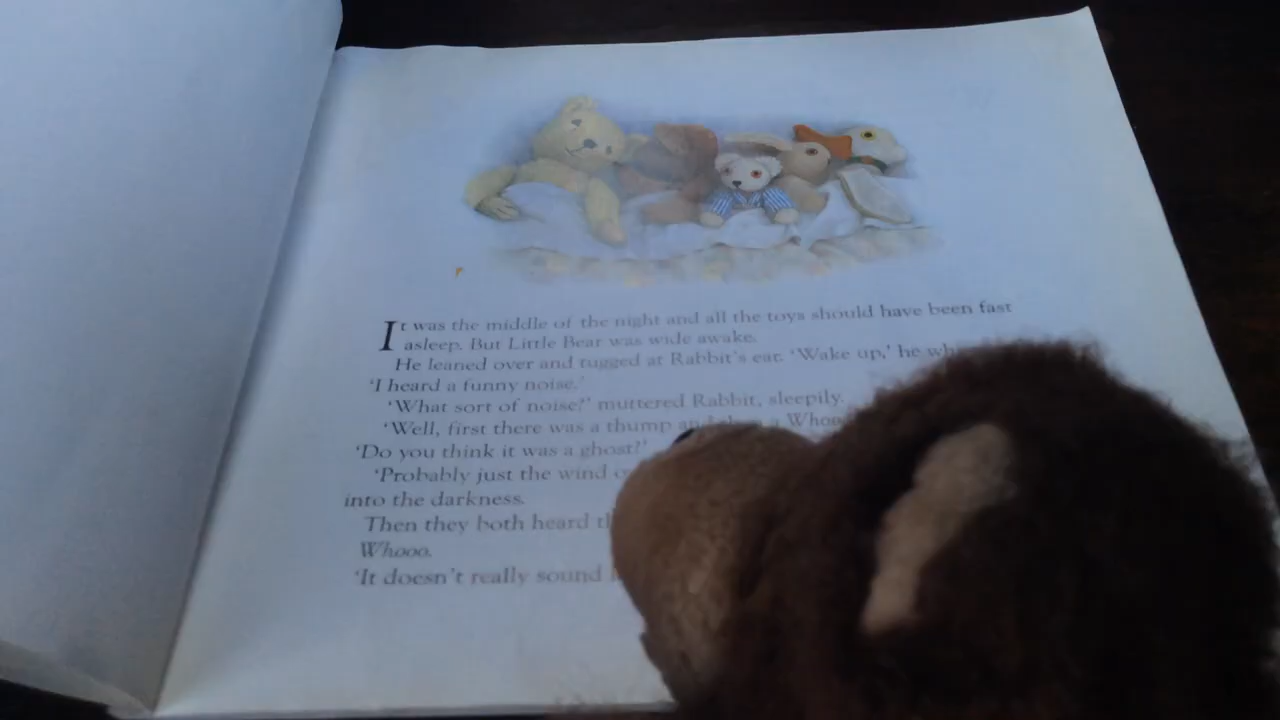 It was the middle of the night and all the toys should have been fast
asleep. But Little Bear was wide awake.
He leaned over and tugged at Rabbit's ear. 'Wake up,' he
'I heard a funny noise.'
'What sort of noise?' muttered Rabbit, sleepily.
'Well, first there was a thump and then a Whooo
'Do you think it was a ghost?'
'Probably just the wind
into the darkness.
Then they both heard
Whooo.
'It doesn't really sound